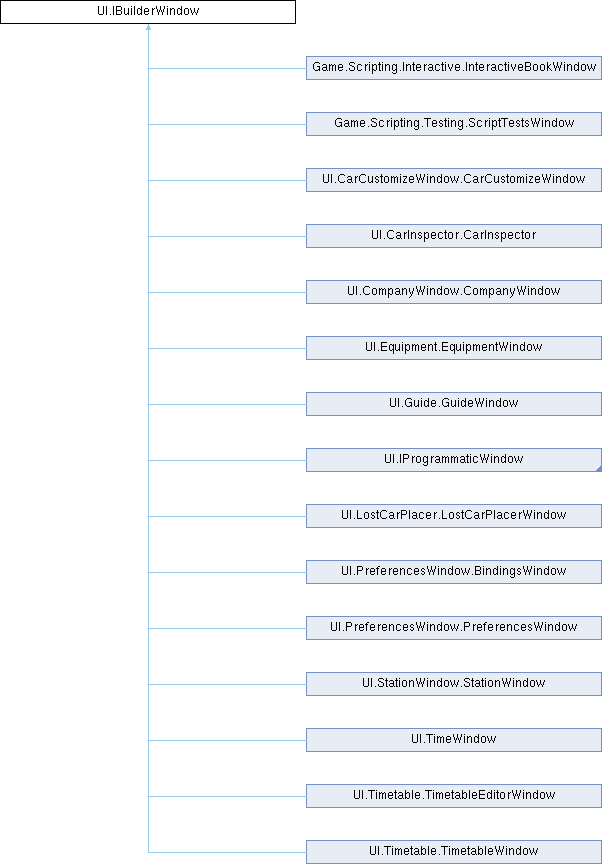 UI.IBuilderWindow
Game.Scripting.Interactive.InteractiveBookWindow
Game.Scripting.Testing.ScriptTestsWindow
UI.CarCustomizeWindow.CarCustomizeWindow
UI.CarInspector.CarInspector
UI.CompanyWindow.CompanyWindow
UI.Equipment.EquipmentWindow
UI.Guide.GuideWindow
UI.IProgrammaticWindow
UI.LostCarPlacer.LostCarPlacerWindow
UI.PreferencesWindow.BindingsWindow
UI.PreferencesWindow.PreferencesWindow
UI.StationWindow.StationWindow
UI.TimeWindow
UI.Timetable.TimetableEditorWindow
UI.Timetable.TimetableWindow